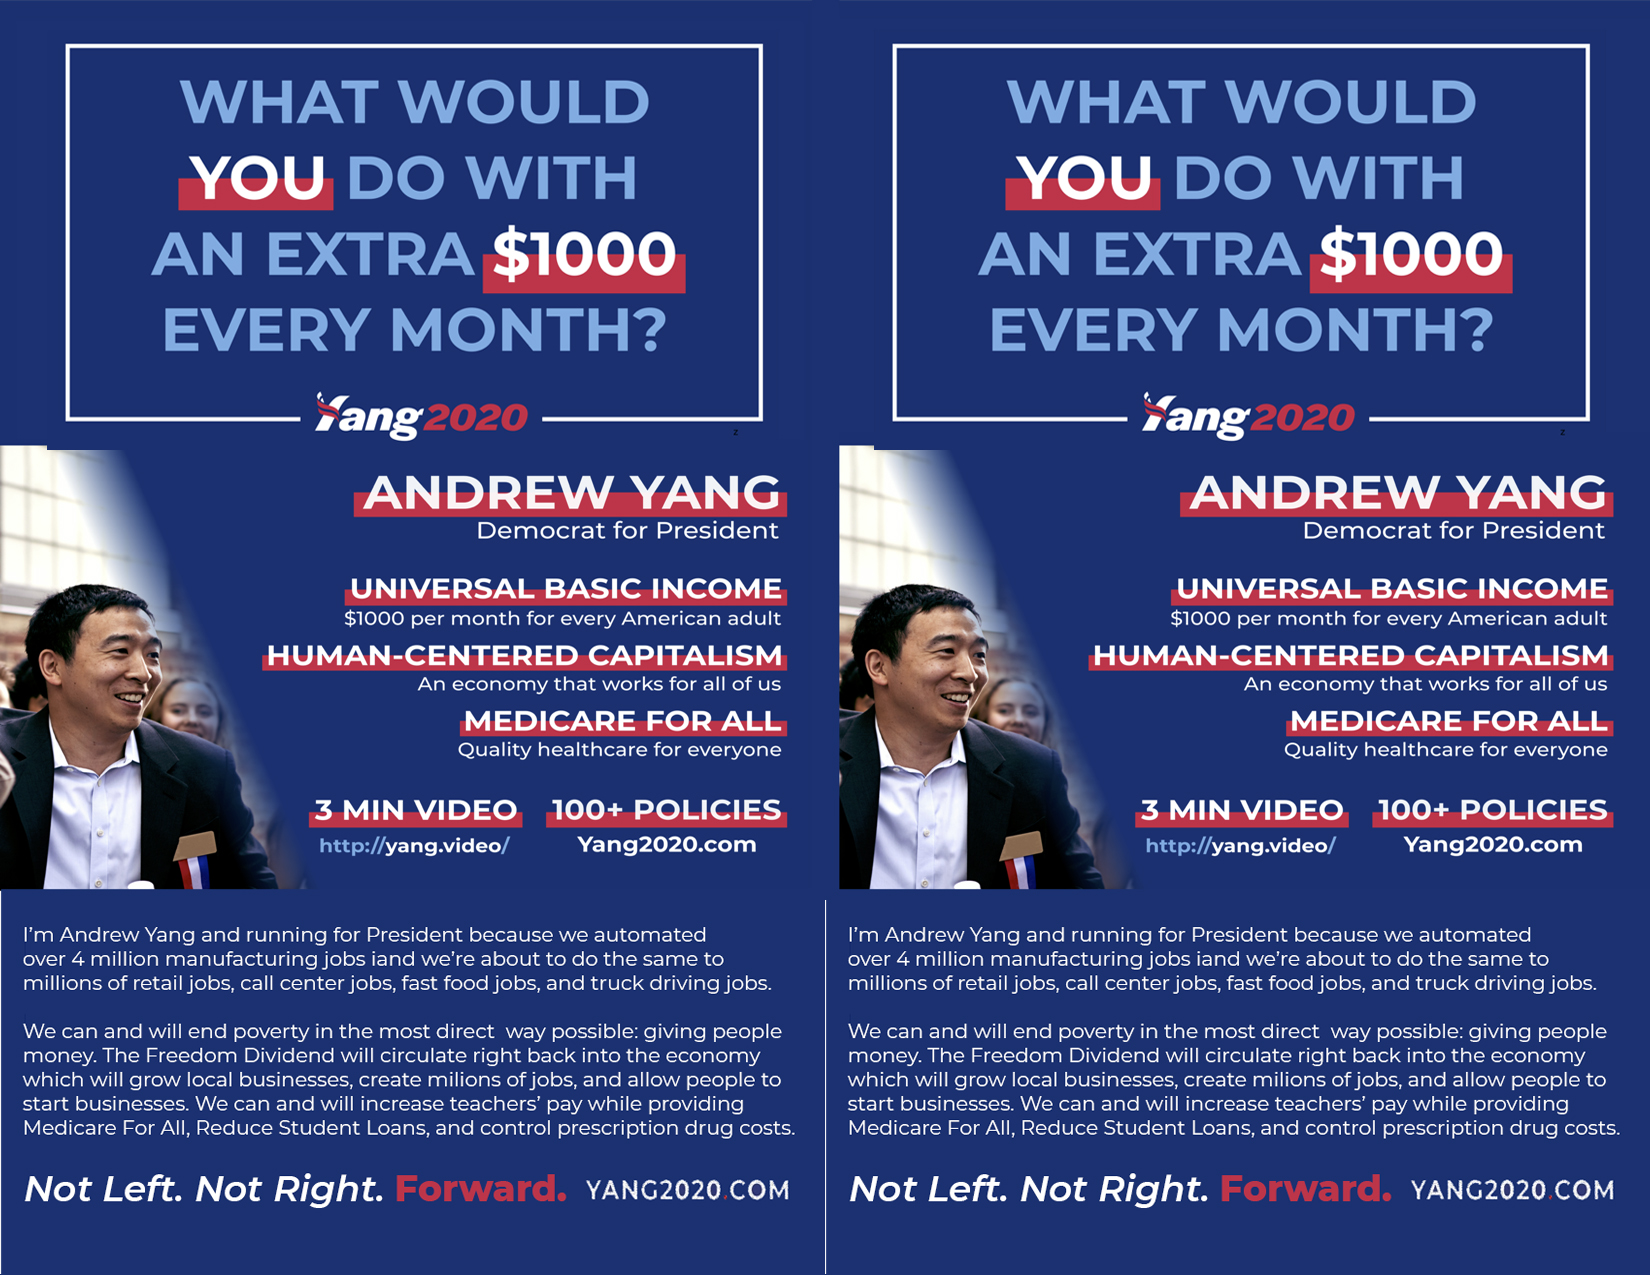 WHAT WOULD
YOU DO WITH
AN EXTRA $1000
EVERY MONTH?
Yang2020
z
ANDREW YANG
Democrat for President
UNIVERSAL BASIC INCOME
$1000 per month for every American adult
HUMAN-CENTERED CAPITALISM
An economy that works for all of us
MEDICARE FOR ALL
Quality healthcare for everyone
3 MIN VIDEO 100+ POLICIES
http://yang.video/ Yang2020.com
I'm Andrew Yang and running for President because we automated
over 4 million manufacturing jobs iand we're about to do the same to
millions of retail jobs, call center jobs, fast food jobs, and truck driving jobs.
We can and will end poverty in the most direct  way possible: giving people
money. The Freedom Dividend will circulate right back into the economy
which will grow local businesses, create milions of jobs, and allow people to
start businesses. We can and will increase teachers' pay while providing
Medicare For All, Reduce Student Loans, and control prescription drug costs.
Not Left. Not Right. Forward. YANG2020.COM
WHAT WOULD
YOU DO WITH
AN EXTRA $1000
EVERY MONTH?
Yang2020
z
ANDREW YANG
Democrat for President
UNIVERSAL BASIC INCOME
$1000 per month for every American adult
HUMAN-CENTERED CAPITALISM
An economy that works for all of us
MEDICARE FOR ALL
Quality healthcare for everyone
3 MIN VIDEO 100+ POLICIES
http://yang.video/ Yang2020.com
I'm Andrew Yang and running for President because we automated
over 4 million manufacturing jobs iand we're about to do the same to
millions of retail jobs, call center jobs, fast food jobs, and truck driving jobs.
We can and will end poverty in the most direct  way possible: giving people
money. The Freedom Dividend will circulate right back into the economy
which will grow local businesses, create milions of jobs, and allow people to
start businesses. We can and will increase teachers' pay while providing
Medicare For All, Reduce Student Loans, and control prescription drug costs.
Not Left. Not Right. Forward. YANG2020.COM